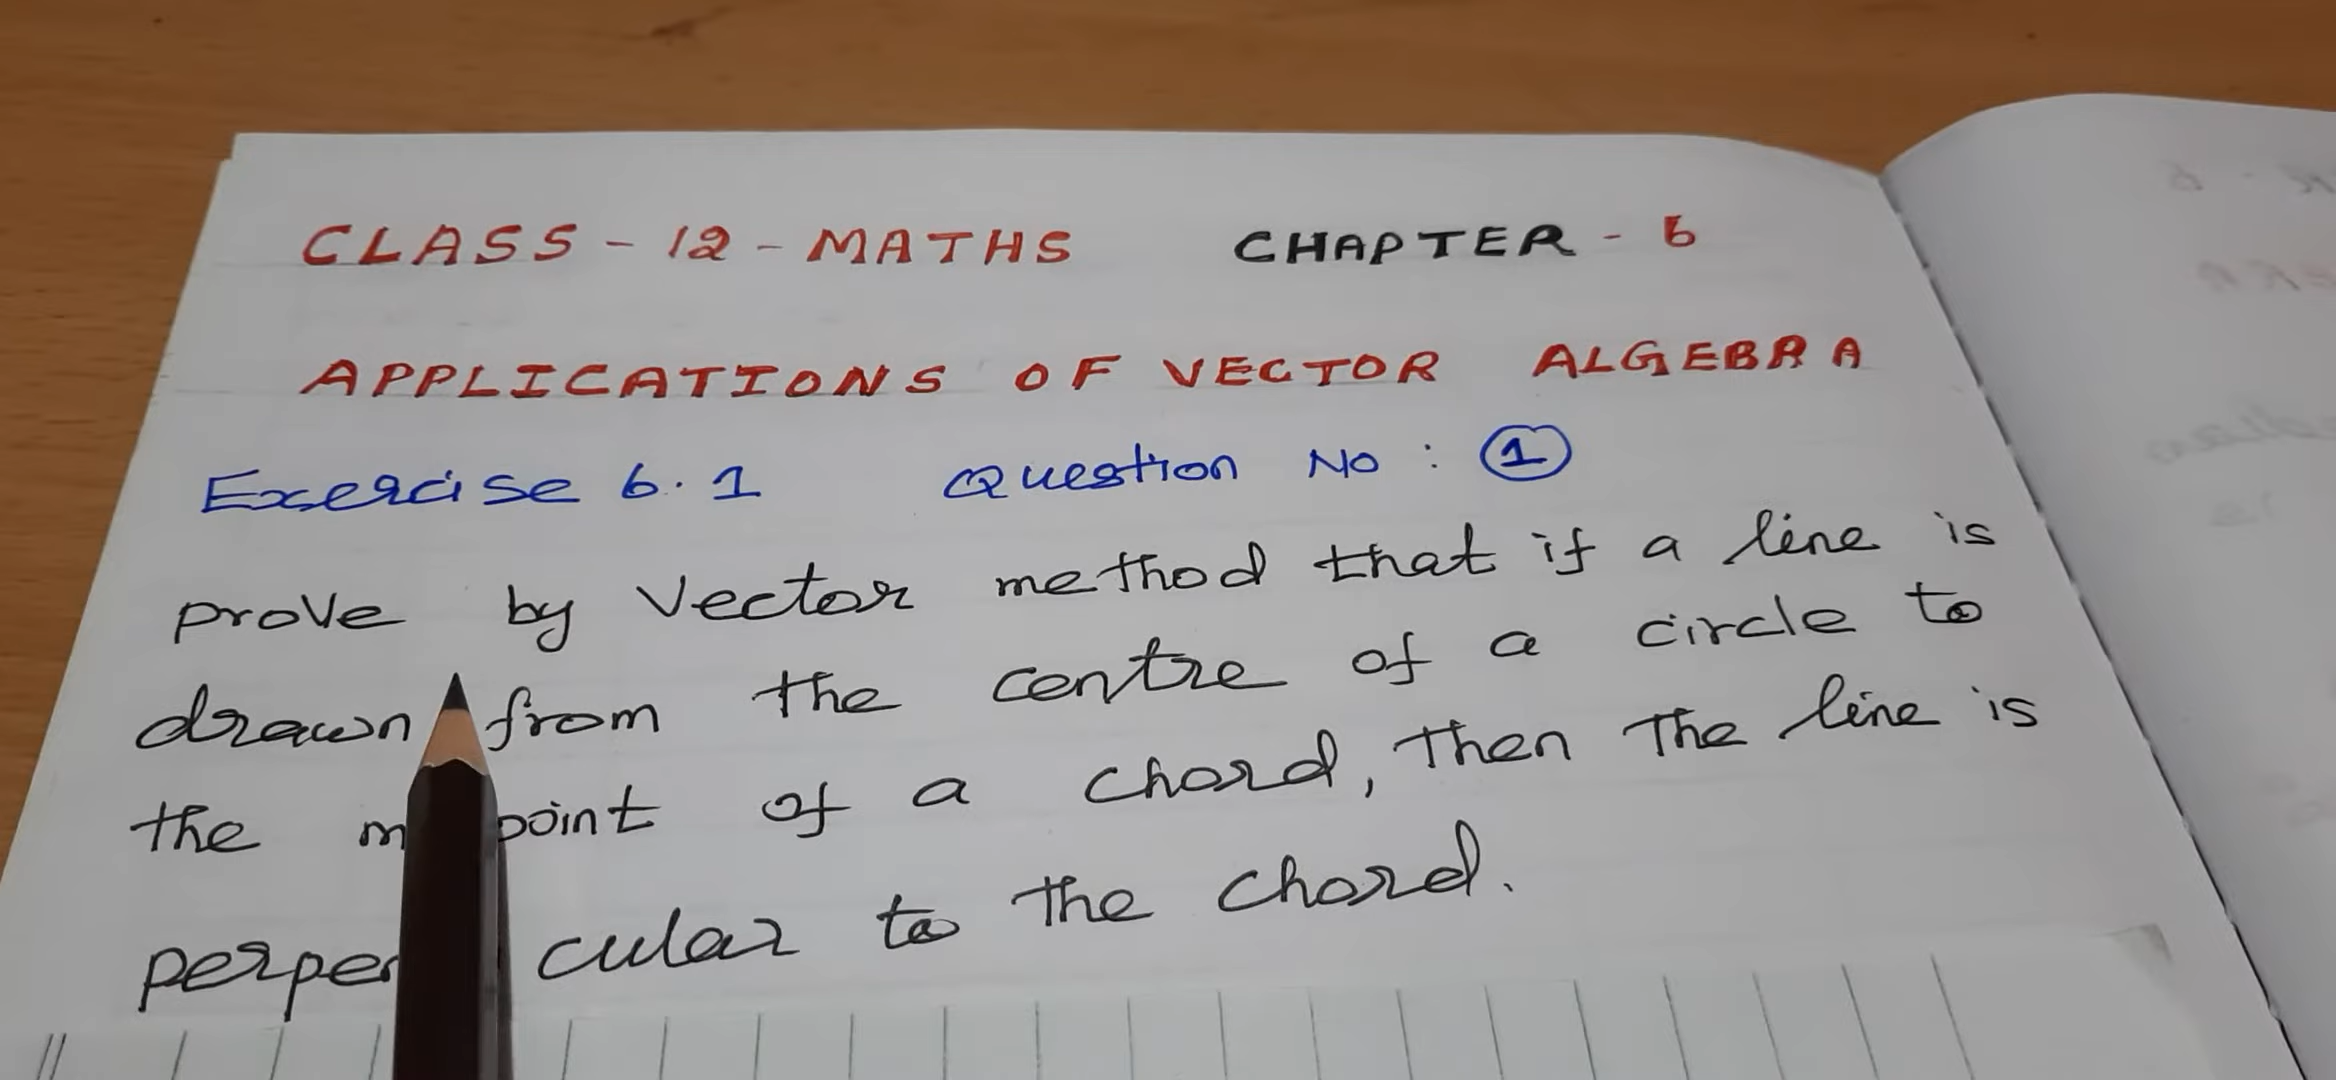 CLASS - 12 - MATHS CHAPTER - 6
APPLICATIONS OF VECTOR ALGEBRA
Exercise 6.1 Question No : 1
prove by Vector method that if a line is
drawn from the centre of a circle to
the point of a chord, then the line is
to the chord.